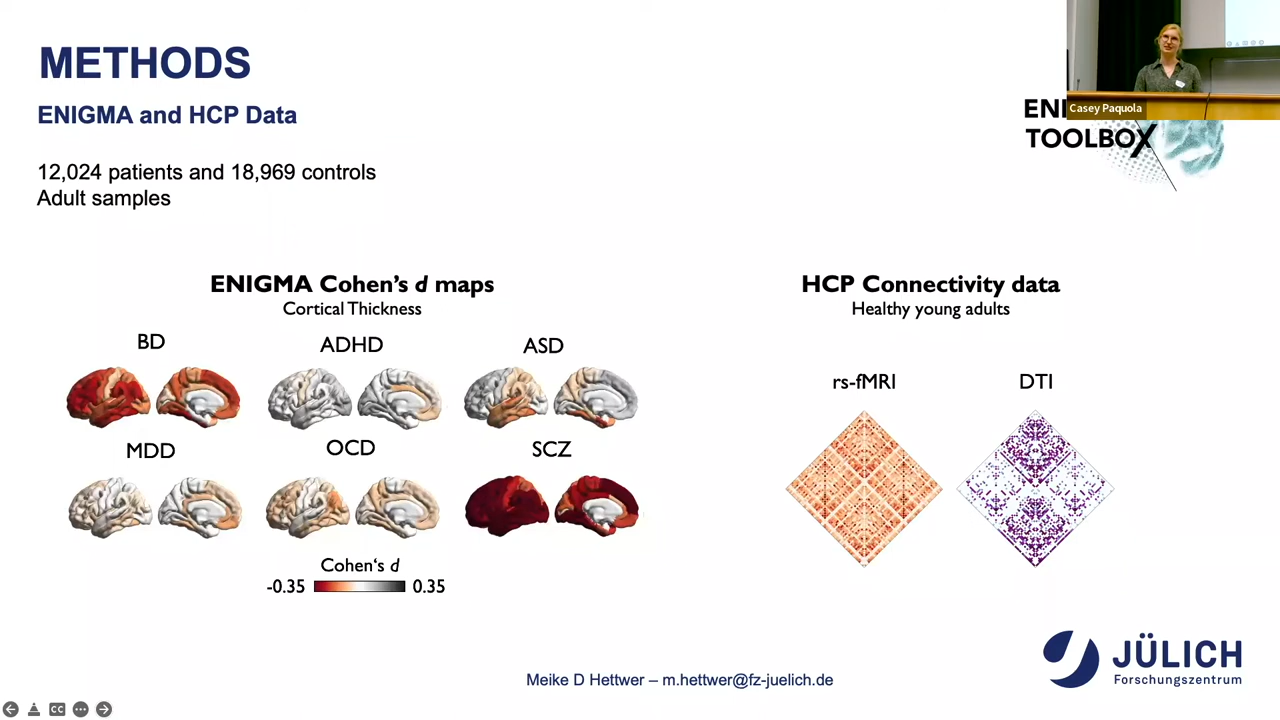 METHODS
ENIGMA and HCP Data
12,024 patients and 18,969 controls
Adult samples
Casey Paquola
TOOLBOX
ENIGMA Cohen's d maps
Cortical Thickness
BD
ADHD
ASD
MDD
OCD
SCZ
Cohen‘s d
-0.35
0.35
HCP Connectivity data
Healthy young adults
rs-fMRI
DTI
Meike D Hettwer – m.hettwer@fz-juelich.de
JÜLICH
Forschungszentrum
CC